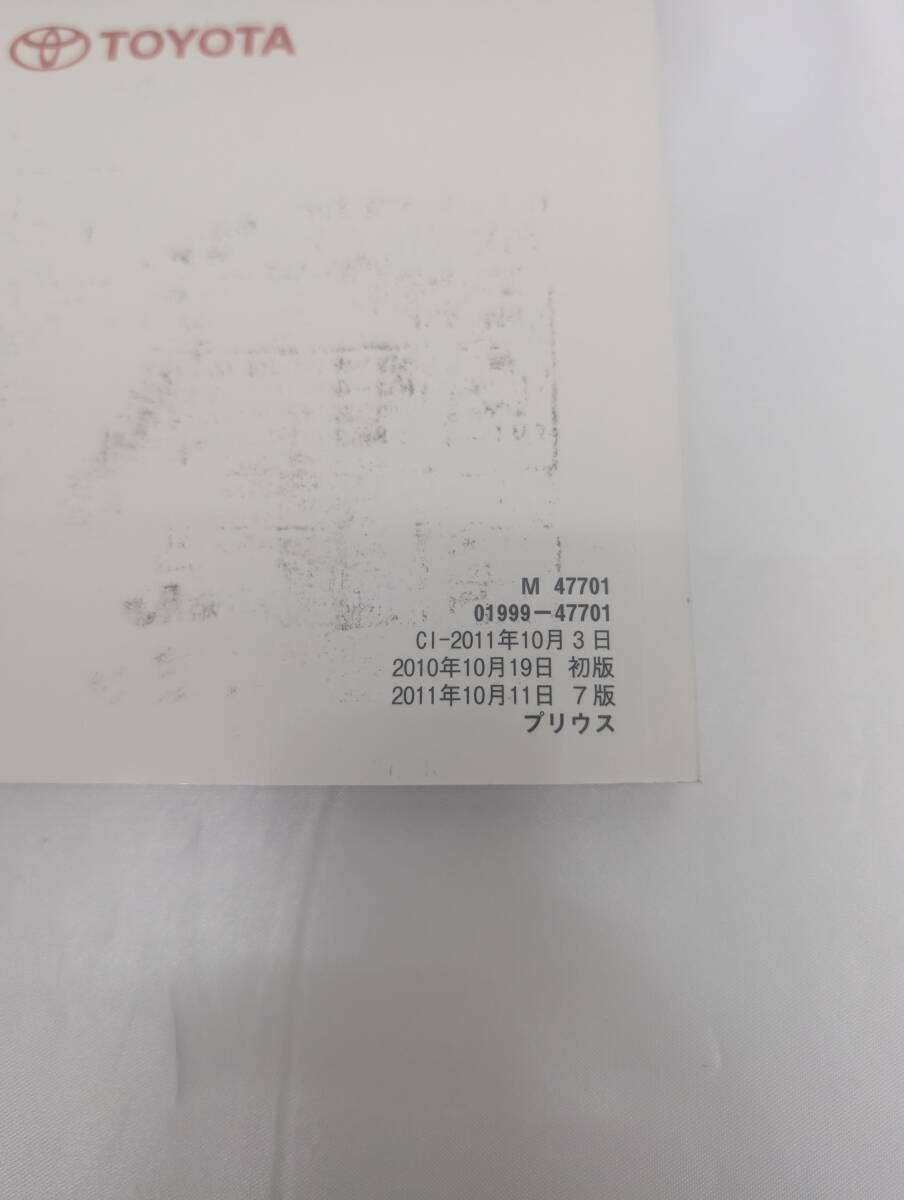 TOYOTA
M 47701
01999-47701
CI-2011年10月3日
2010年10月19日 初版
2011年10月11日 7版
プリウス